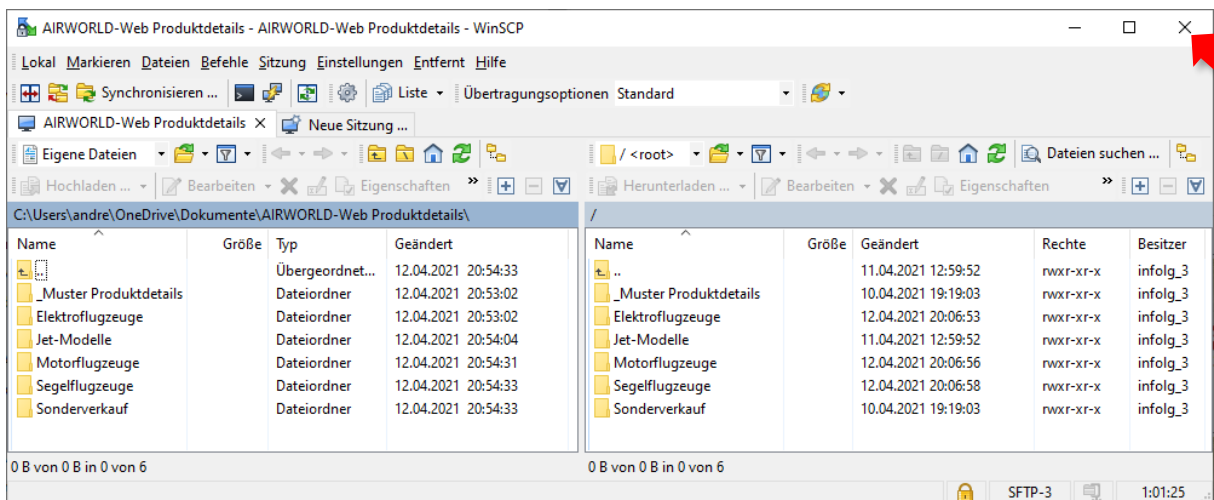 AIRWORLD-Web Produktdetails - AIRWORLD-Web Produktdetails - WinSCP
Lokal Markieren Dateien Befehle Sitzung Einstellungen Entfernt Hilfe
Synchronisieren ... Liste Übertragungsoptionen Standard
AIRWORLD-Web Produktdetails × Neue Sitzung ...
Eigene Dateien / <root> Dateien suchen ...
Hochladen ... Bearbeiten Eigenschaften » Herunterladen ... Bearbeiten Eigenschaften »
C:\Users\andre\OneDrive\Dokumente\AIRWORLD-Web Produktdetails\ /
Name Größe Typ Geändert Name Größe Geändert Rechte Besitzer
.. Übergeordnet... 12.04.2021 20:54:33 .. 11.04.2021 12:59:52 rwxr-xr-x infolg_3
_Muster Produktdetails Dateiordner 12.04.2021 20:53:02 _Muster Produktdetails 10.04.2021 19:19:03 rwxr-xr-x infolg_3
Elektroflugzeuge Dateiordner 12.04.2021 20:53:02 Elektroflugzeuge 12.04.2021 20:06:53 rwxr-xr-x infolg_3
Jet-Modelle Dateiordner 12.04.2021 20:54:04 Jet-Modelle 11.04.2021 12:59:52 rwxr-xr-x infolg_3
Motorflugzeuge Dateiordner 12.04.2021 20:54:31 Motorflugzeuge 12.04.2021 20:06:56 rwxr-xr-x infolg_3
Segelflugzeuge Dateiordner 12.04.2021 20:54:33 Segelflugzeuge 12.04.2021 20:06:58 rwxr-xr-x infolg_3
Sonderverkauf Dateiordner 12.04.2021 20:54:33 Sonderverkauf 10.04.2021 19:19:03 rwxr-xr-x infolg_3
0 B von 0 B in 0 von 6 0 B von 0 B in 0 von 6
SFTP-3 1:01:25